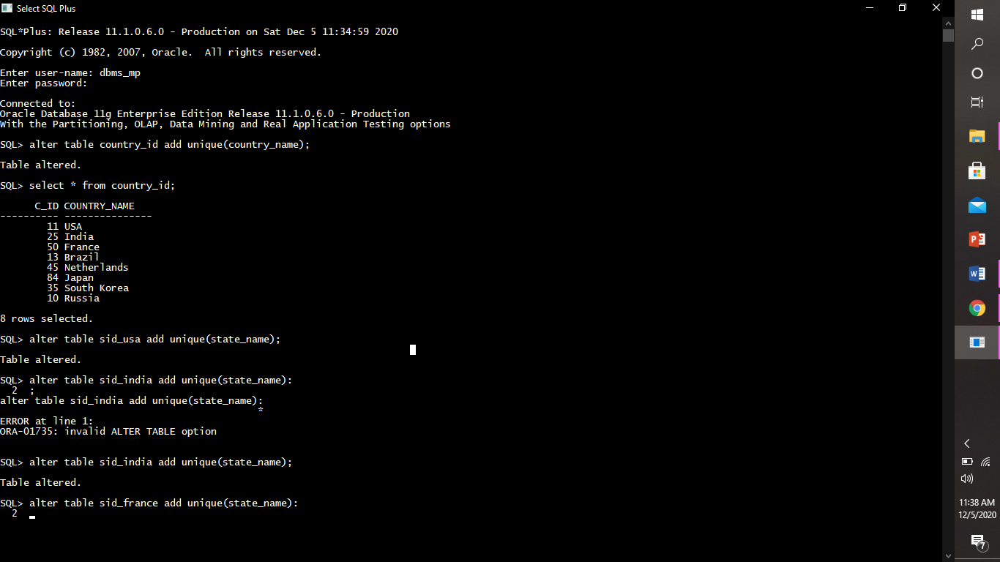 Select SQL Plus
SQL*Plus: Release 11.1.0.6.0 - Production on Sat Dec 5 11:34:59 2020
Copyright (c) 1982, 2007, Oracle.  All rights reserved.
Enter user-name: dbms_mp
Enter password:
Connected to:
Oracle Database 11g Enterprise Edition Release 11.1.0.6.0 - Production
With the Partitioning, OLAP, Data Mining and Real Application Testing options
SQL> alter table country_id add unique(country_name);
Table altered.
SQL> select * from country_id;
      C_ID COUNTRY_NAME
---------- ---------------
        11 USA
        25 India
        50 France
        13 Brazil
        45 Netherlands
        84 Japan
        35 South Korea
        10 Russia
8 rows selected.
SQL> alter table sid_usa add unique(state_name);
Table altered.
SQL> alter table sid_india add unique(state_name):
  2  ;
alter table sid_india add unique(state_name):
                                            *
ERROR at line 1:
ORA-01735: invalid ALTER TABLE option
SQL> alter table sid_india add unique(state_name);
Table altered.
SQL> alter table sid_france add unique(state_name):
  2
P
W
11:38 AM
12/5/2020
7